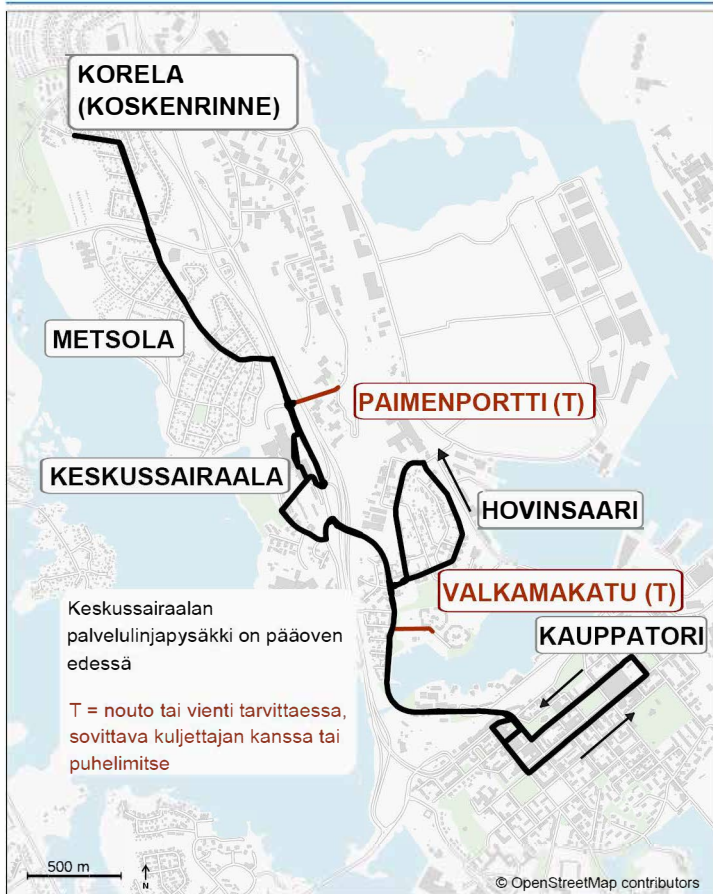 KORELA
(KOSKENRINNE)
METSOLA
PAIMENPORTTI (T)
KESKUSSAIRAALA
HOVINSAARI
VALKAMAKATU (T)
KAUPPATORI
Keskussairaalan
palvelulinjapysäkki on pääoven
edessä
T = nouto tai vienti tarvittaessa,
sovittava kuljettajan kanssa tai
puhelimitse
500 m
N
© OpenStreetMap contributors